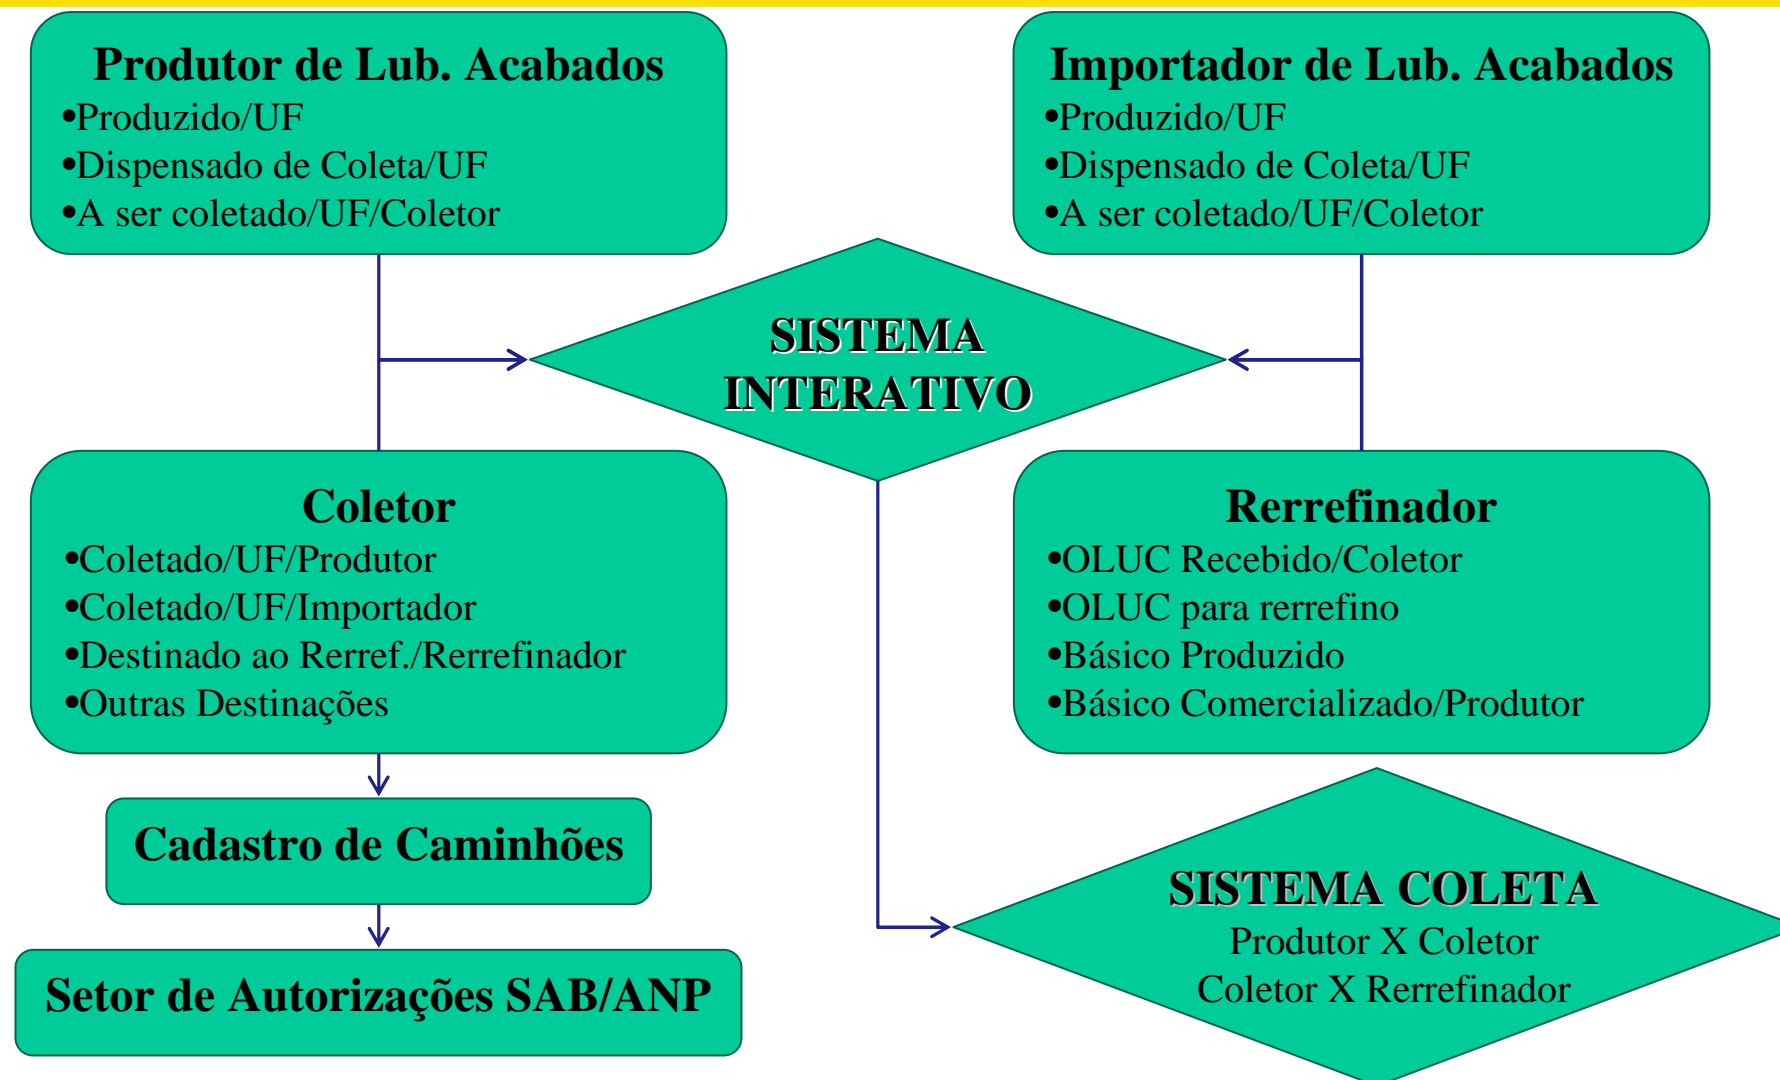 Produtor de Lub. Acabados
•Produzido/UF
•Dispensado de Coleta/UF
•A ser coletado/UF/Coletor
Importador de Lub. Acabados
•Produzido/UF
•Dispensado de Coleta/UF
•A ser coletado/UF/Coletor
SISTEMA
INTERATIVO
Coletor
•Coletado/UF/Produtor
•Coletado/UF/Importador
•Destinado ao Rerref./Rerrefinador
•Outras Destinações
Rerrefinador
•OLUC Recebido/Coletor
•OLUC para rerrefino
•Básico Produzido
•Básico Comercializado/Produtor
Cadastro de Caminhões
Setor de Autorizações SAB/ANP
SISTEMA COLETA
Produtor X Coletor
Coletor X Rerrefinador